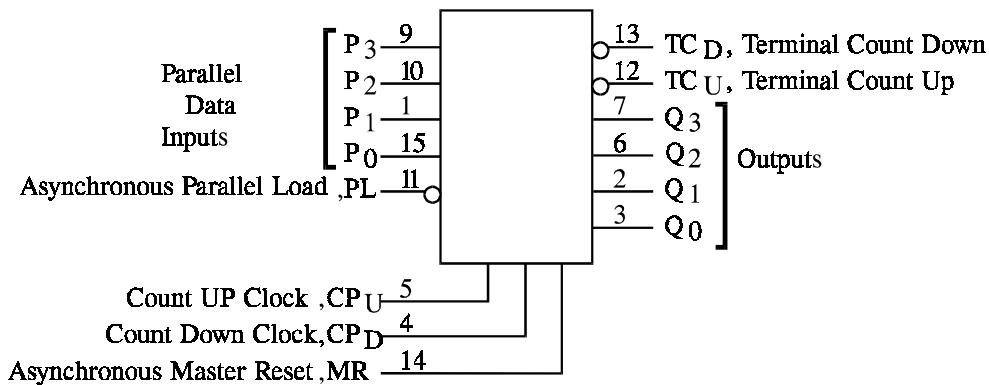 P3 9
P2 10
Parallel Data Inputs
P1 1
P0 15
Asynchronous Parallel Load ,PL 11
13 TC D, Terminal Count Down
12 TC U, Terminal Count Up
7 Q3
6 Q2
Outputs
2 Q1
3 Q0
Count UP Clock ,CPU 5
Count Down Clock,CPD 4
Asynchronous Master Reset ,MR 14